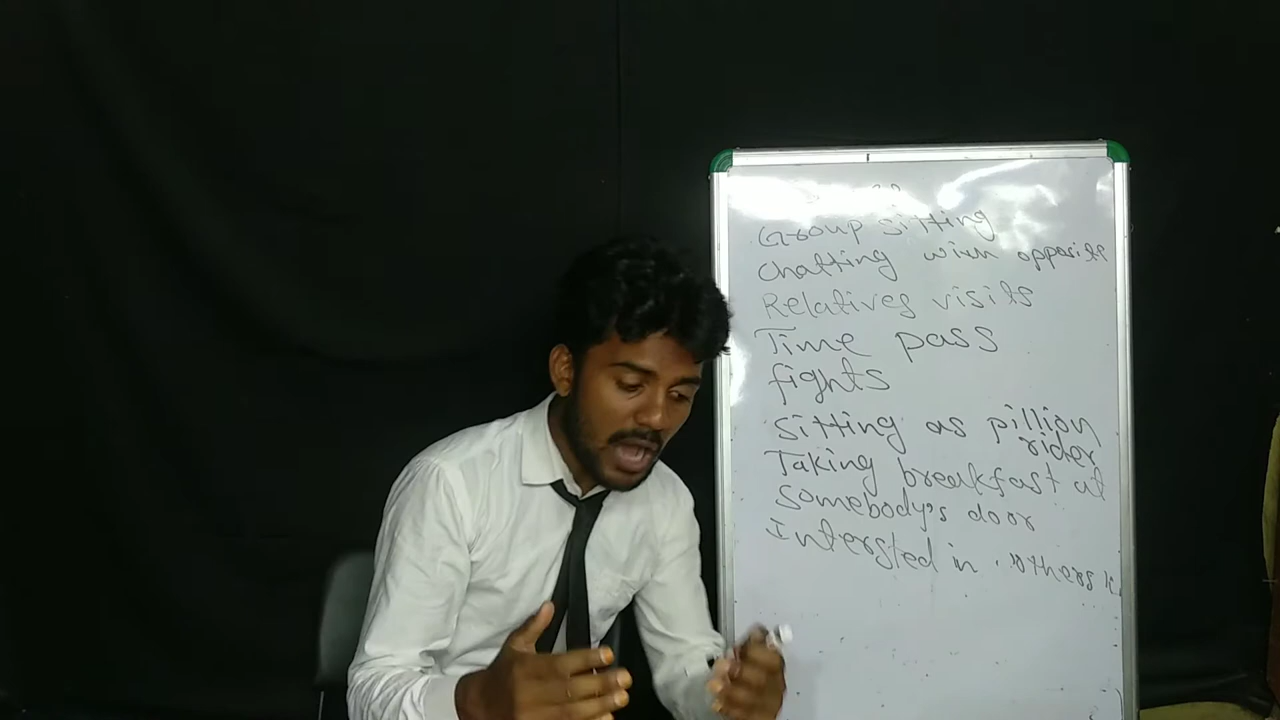 Group sitting
Chatting with opposite
Relatives visits
Time pass
fights
Sitting as pillion
rider
Taking breakfast at
Somebody's door
Intersted in others